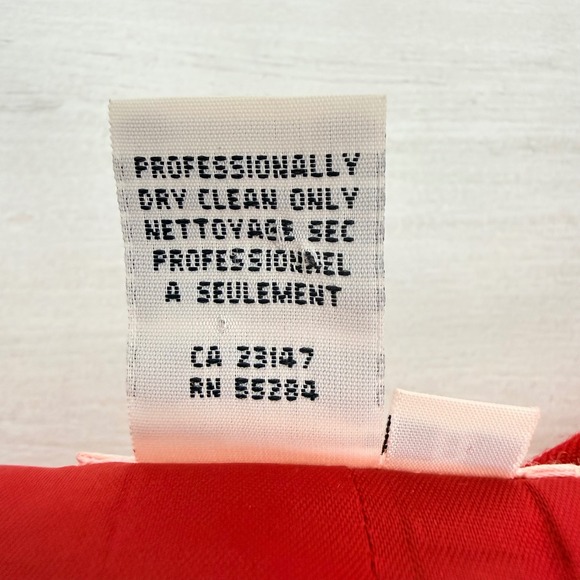 PROFESSIONALLY
DRY CLEAN ONLY
NETTOYAGE SEC
PROFESSIONNEL
A SEULEMENT
CA 23147
RN 55284